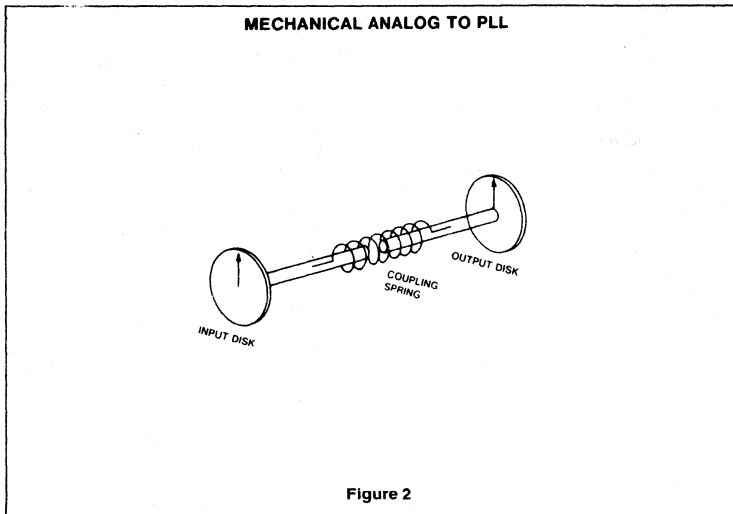 MECHANICAL ANALOG TO PLL
OUTPUT DISK
COUPLING
SPRING
INPUT DISK
Figure 2